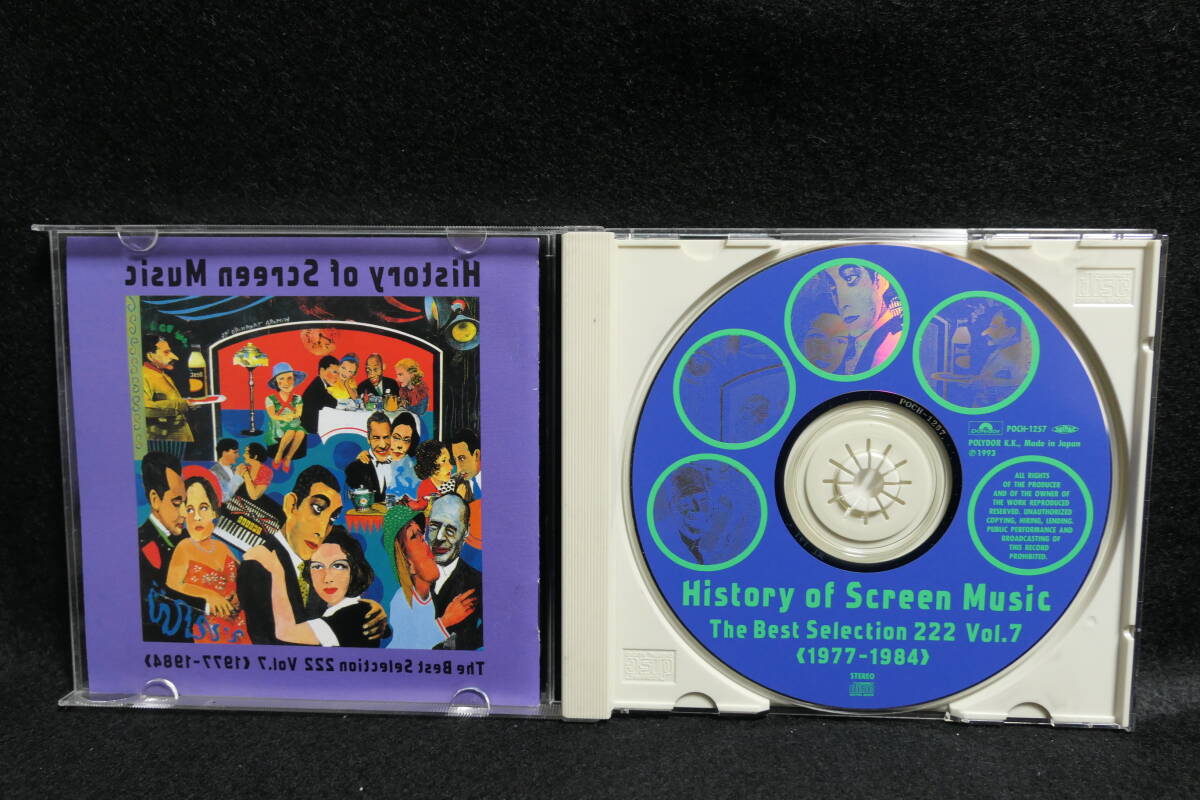 History of Screen Music
The Best Selection 222 Vol.7《1977-1984》
POCH-1257
Polydor
POCH-1257
POLYDOR K.K., Made in Japan
℗1993
ALL RIGHTS
OF THE PRODUCER
AND OF THE OWNER OF
THE WORK REPRODUCED
RESERVED. UNAUTHORIZED
COPYING, HIRING, LENDING,
PUBLIC PERFORMANCE AND
BROADCASTING OF
THIS RECORD
PROHIBITED.
History of Screen Music
The Best Selection 222 Vol.7
《1977-1984》
STEREO